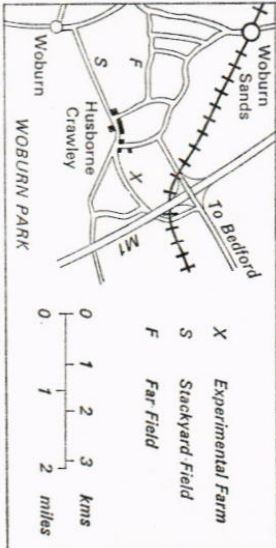 Woburn
Sands
To Bedford
F
S
X
Husborne
Crawley
M1
Woburn
WOBURN PARK
X Experimental Farm
S Stackyard Field
F Far Field
0 1 2 3 kms
0 1 2 miles